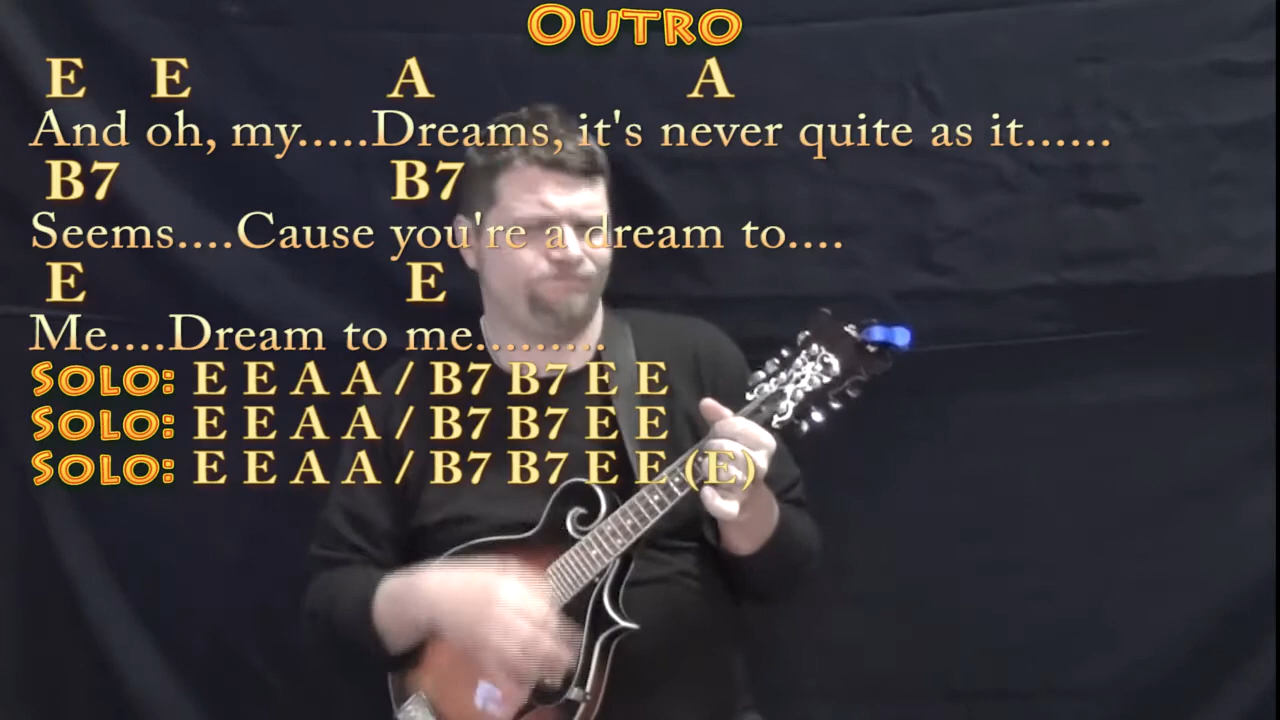 OUTRO
E E A A
And oh, my.....Dreams, it's never quite as it......
B7 B7
Seems....Cause you're a dream to....
E E
Me....Dream to me.........
SOLO: E E A A / B7 B7 E E
SOLO: E E A A / B7 B7 E E
SOLO: E E A A / B7 B7 E E (E)